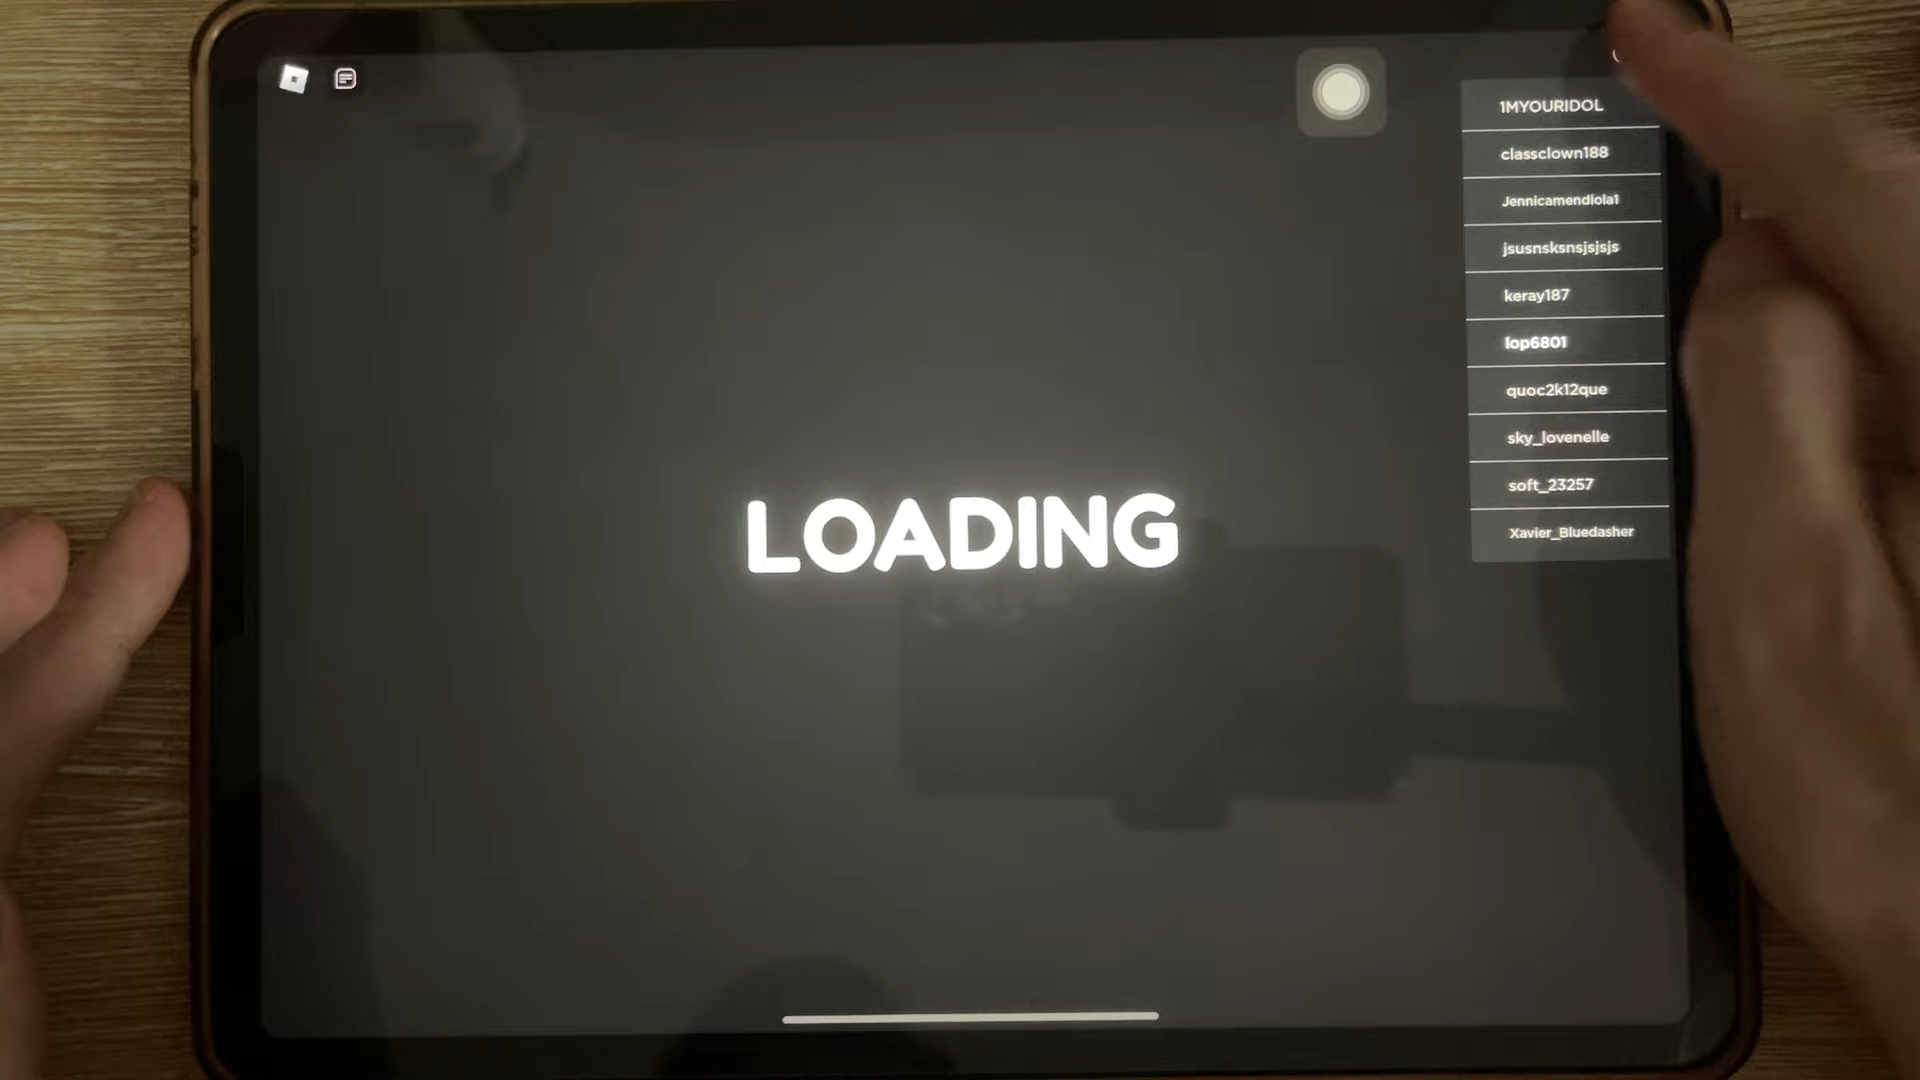 1MYOURIDOL
classclown188
Jennicamendiola1
jsusnsksnsjsjsjs
keray187
lop6801
quoc2k12que
sky_lovenelle
soft_23257
Xavier_Bluedasher
LOADING